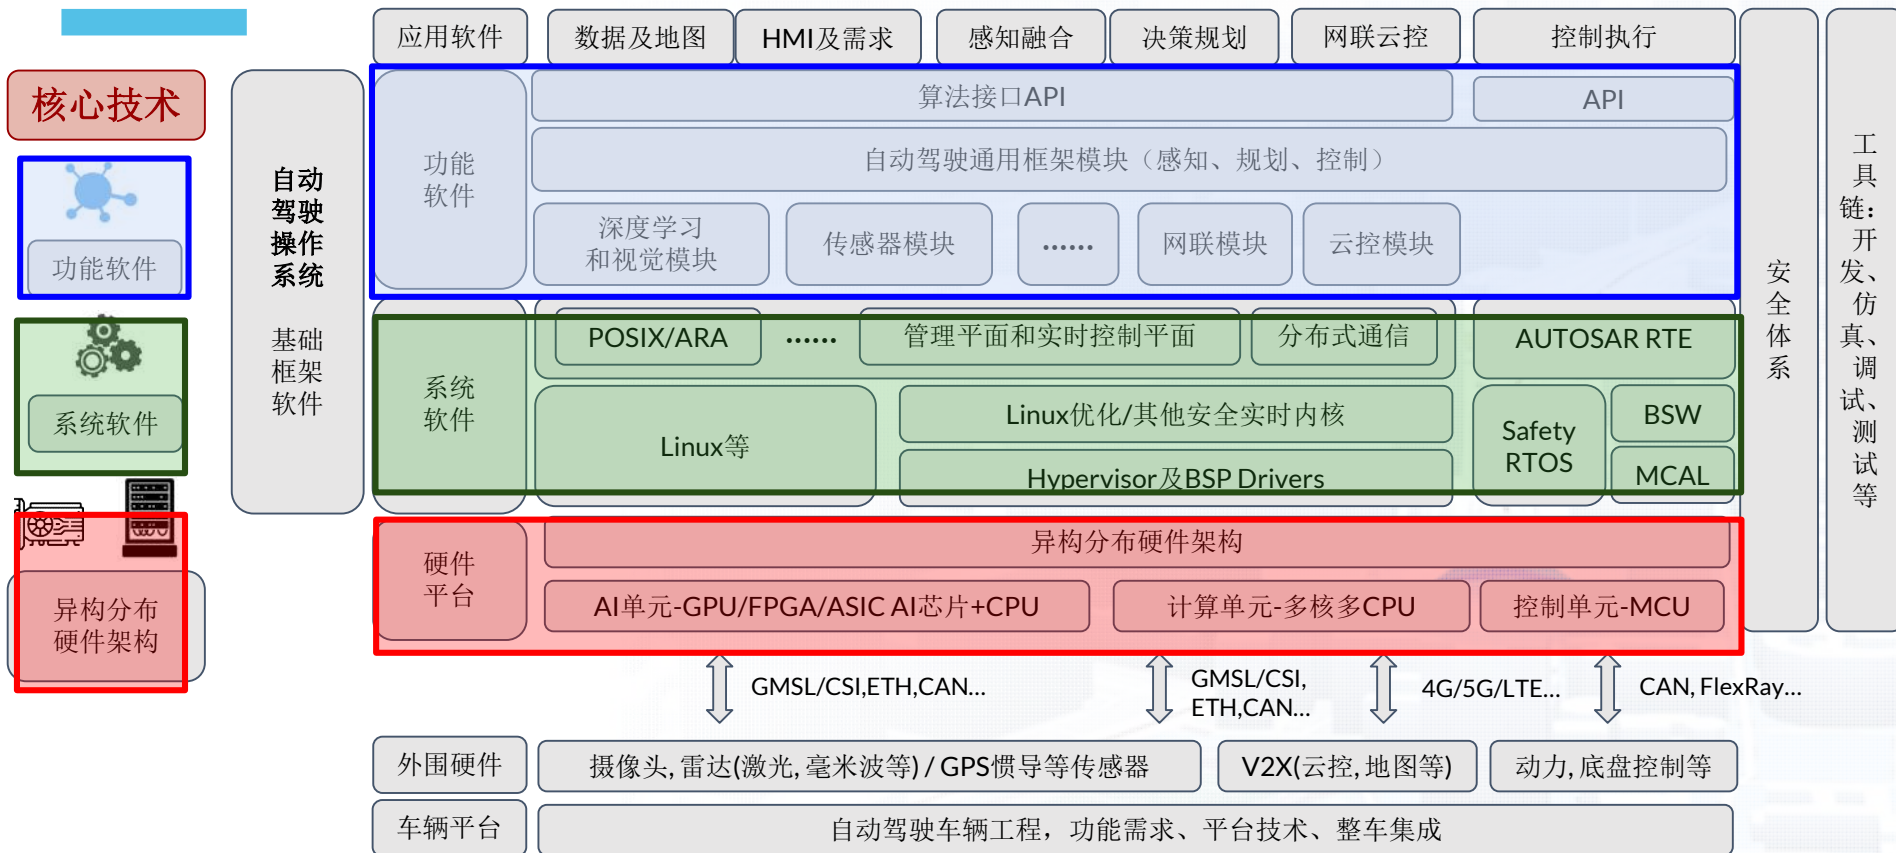 应用软件
数据及地图
HMI及需求
感知融合
决策规划
网联云控
控制执行
核心技术
功能软件
系统软件
异构分布
硬件架构
自动
驾驶
操作
系统
基础
框架
软件
功能
软件
算法接口API
API
自动驾驶通用框架模块（感知、规划、控制）
深度学习
和视觉模块
传感器模块
......
网联模块
云控模块
系统
软件
POSIX/ARA
......
管理平面和实时控制平面
分布式通信
AUTOSAR RTE
Linux等
Linux优化/其他安全实时内核
Hypervisor及BSP Drivers
Safety
RTOS
BSW
MCAL
硬件
平台
异构分布硬件架构
AI单元-GPU/FPGA/ASIC AI芯片+CPU
计算单元-多核多CPU
控制单元-MCU
GMSL/CSI,ETH,CAN...
GMSL/CSI,
ETH,CAN...
4G/5G/LTE...
CAN, FlexRay...
外围硬件
摄像头, 雷达(激光, 毫米波等) / GPS惯导等传感器
V2X(云控, 地图等)
动力, 底盘控制等
车辆平台
自动驾驶车辆工程，功能需求、平台技术、整车集成
安
全
体
系
工
具
链：
开
发、
仿
真、
调
试、
测
试
等